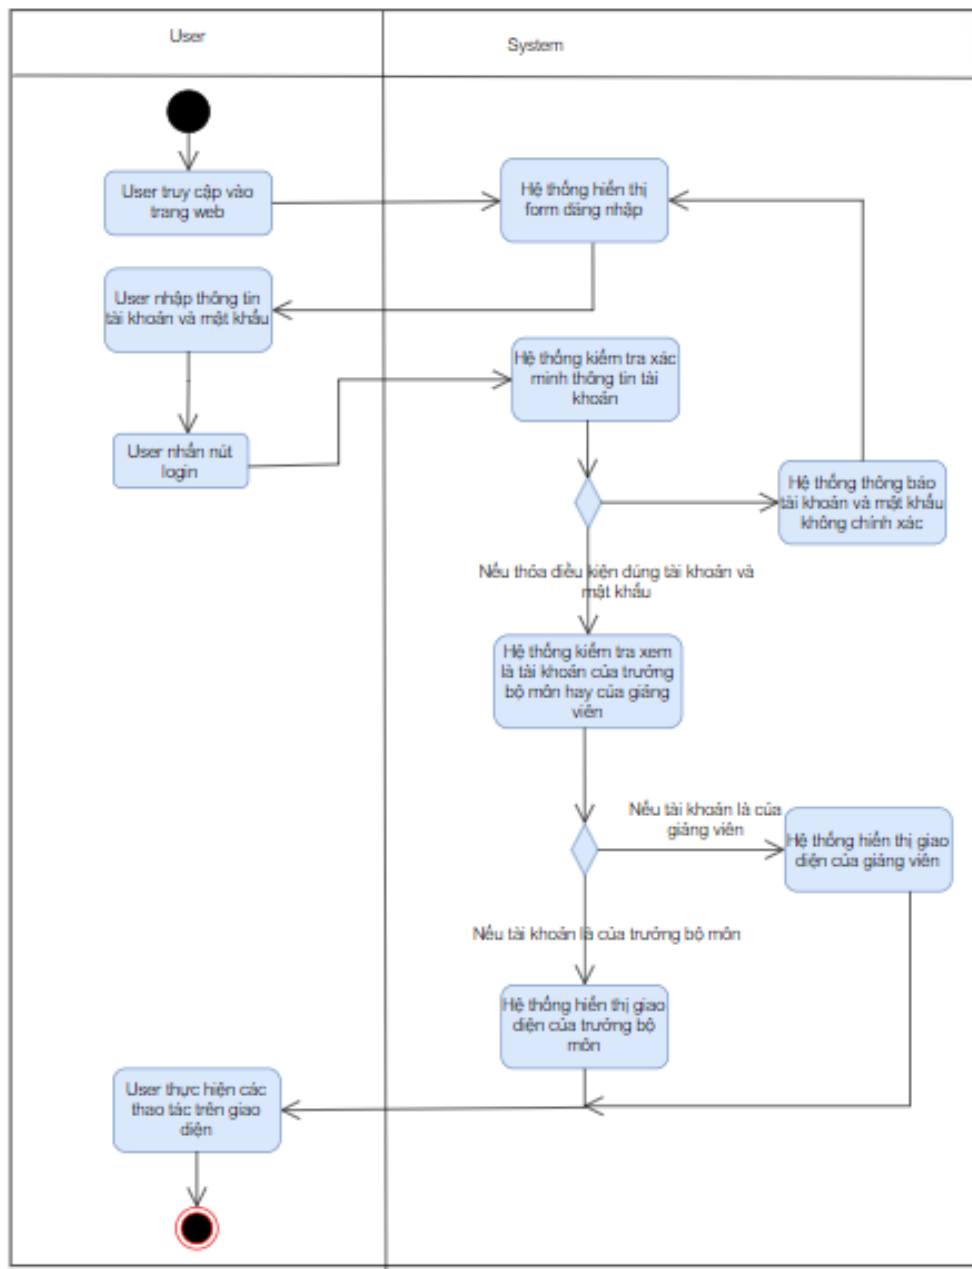 User
System
User truy cập vào
trang web
Hệ thống hiển thị
form đăng nhập
User nhập thông tin
tài khoản và mật khẩu
Hệ thống kiểm tra xác
minh thông tin tài
khoản
User nhấn nút
login
Hệ thống thông báo
tài khoản và mật khẩu
không chính xác
Nếu thỏa điều kiện đúng tài khoản và
mật khẩu
Hệ thống kiểm tra xem
là tài khoản của trưởng
bộ môn hay của giảng
viên
Nếu tài khoản là của
giảng viên
Hệ thống hiển thị giao
diện của giảng viên
Nếu tài khoản là của trưởng bộ môn
Hệ thống hiển thị giao
diện của trưởng bộ
môn
User thực hiện các
thao tác trên giao
diện